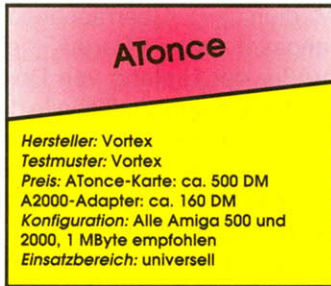 ATonce
Hersteller: Vortex
Testmuster: Vortex
Preis: ATonce-Karte: ca. 500 DM
A2000-Adapter: ca. 160 DM
Konfiguration: Alle Amiga 500 und
2000, 1 MByte empfohlen
Einsatzbereich: universell